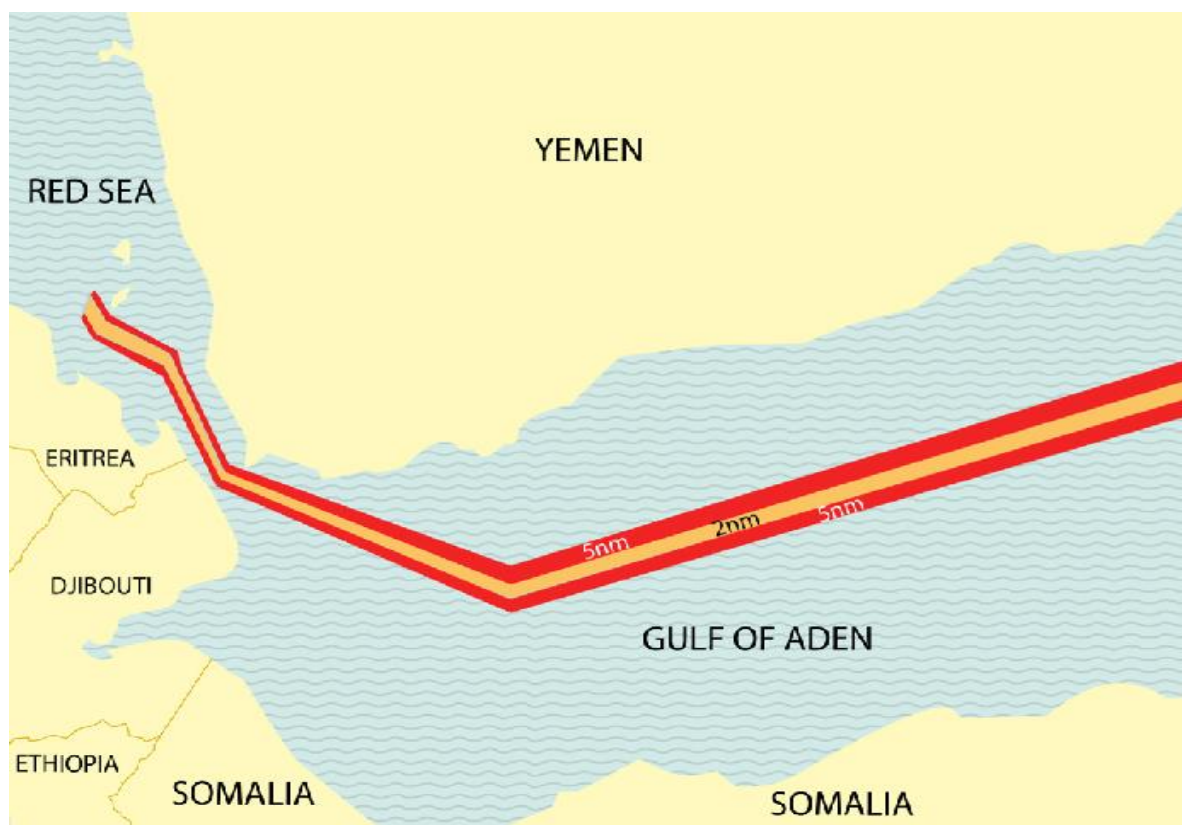 YEMEN
RED SEA
ERITREA
5nm
2nm
5nm
DJIBOUTI
GULF OF ADEN
ETHIOPIA
SOMALIA
SOMALIA